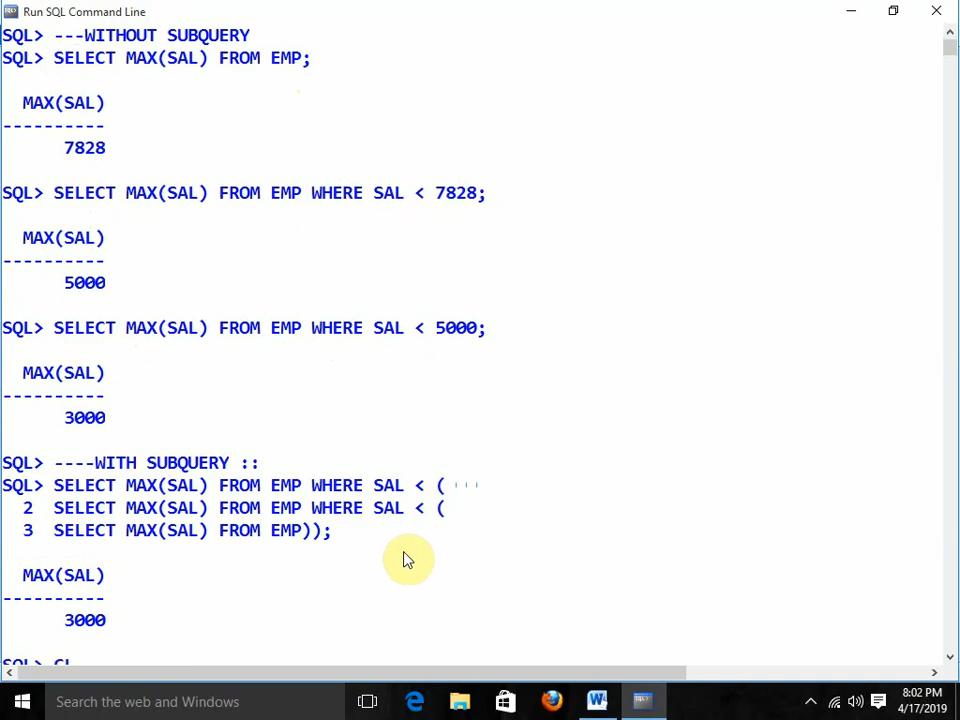 Run SQL Command Line
SQL> ---WITHOUT SUBQUERY
SQL> SELECT MAX(SAL) FROM EMP;
MAX(SAL)
----------
7828
SQL> SELECT MAX(SAL) FROM EMP WHERE SAL < 7828;
MAX(SAL)
----------
5000
SQL> SELECT MAX(SAL) FROM EMP WHERE SAL < 5000;
MAX(SAL)
----------
3000
SQL> ----WITH SUBQUERY ::
SQL> SELECT MAX(SAL) FROM EMP WHERE SAL < (
2 SELECT MAX(SAL) FROM EMP WHERE SAL < (
3 SELECT MAX(SAL) FROM EMP));
MAX(SAL)
----------
3000
SQL> CL
Search the web and Windows
8:02 PM
4/17/2019